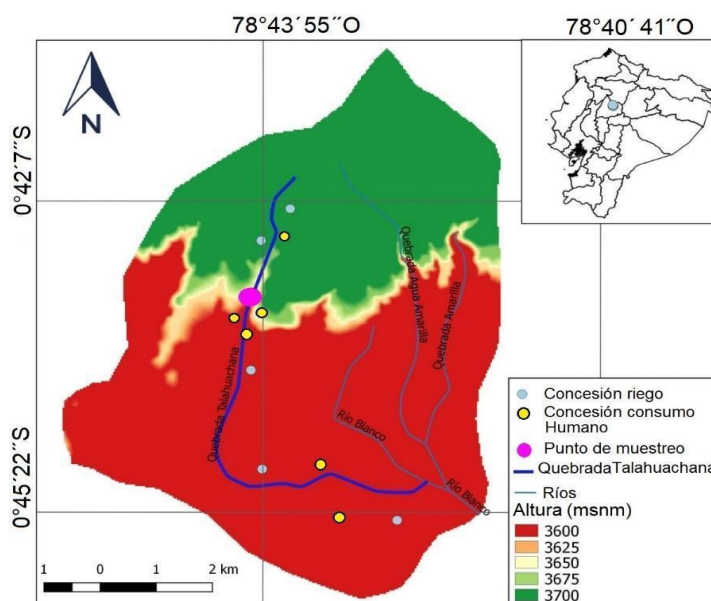 78°43´55´´O
78°40´41´´O
N
0°42´7´´S
0°45´22´´S
Quebrada Agua Amarilla
Quebrada Amarilla
Quebrada Talahuachana
Río Blanco
Río Blanco
Concesión riego
Concesión consumo
Humano
Punto de muestreo
QuebradaTalahuachana
Ríos
Altura (msnm)
3600
3625
3650
3675
3700
1 0 1 2 km